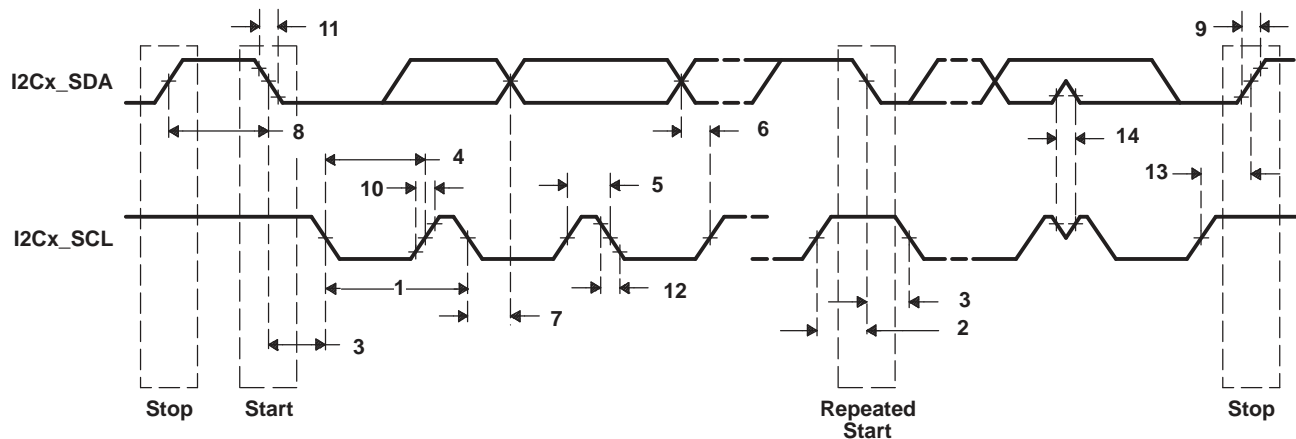 11
9
I2Cx_SDA
8
6
4
14
10
5
13
I2Cx_SCL
1
12
3
7
2
3
Stop
Start
Repeated
Start
Stop